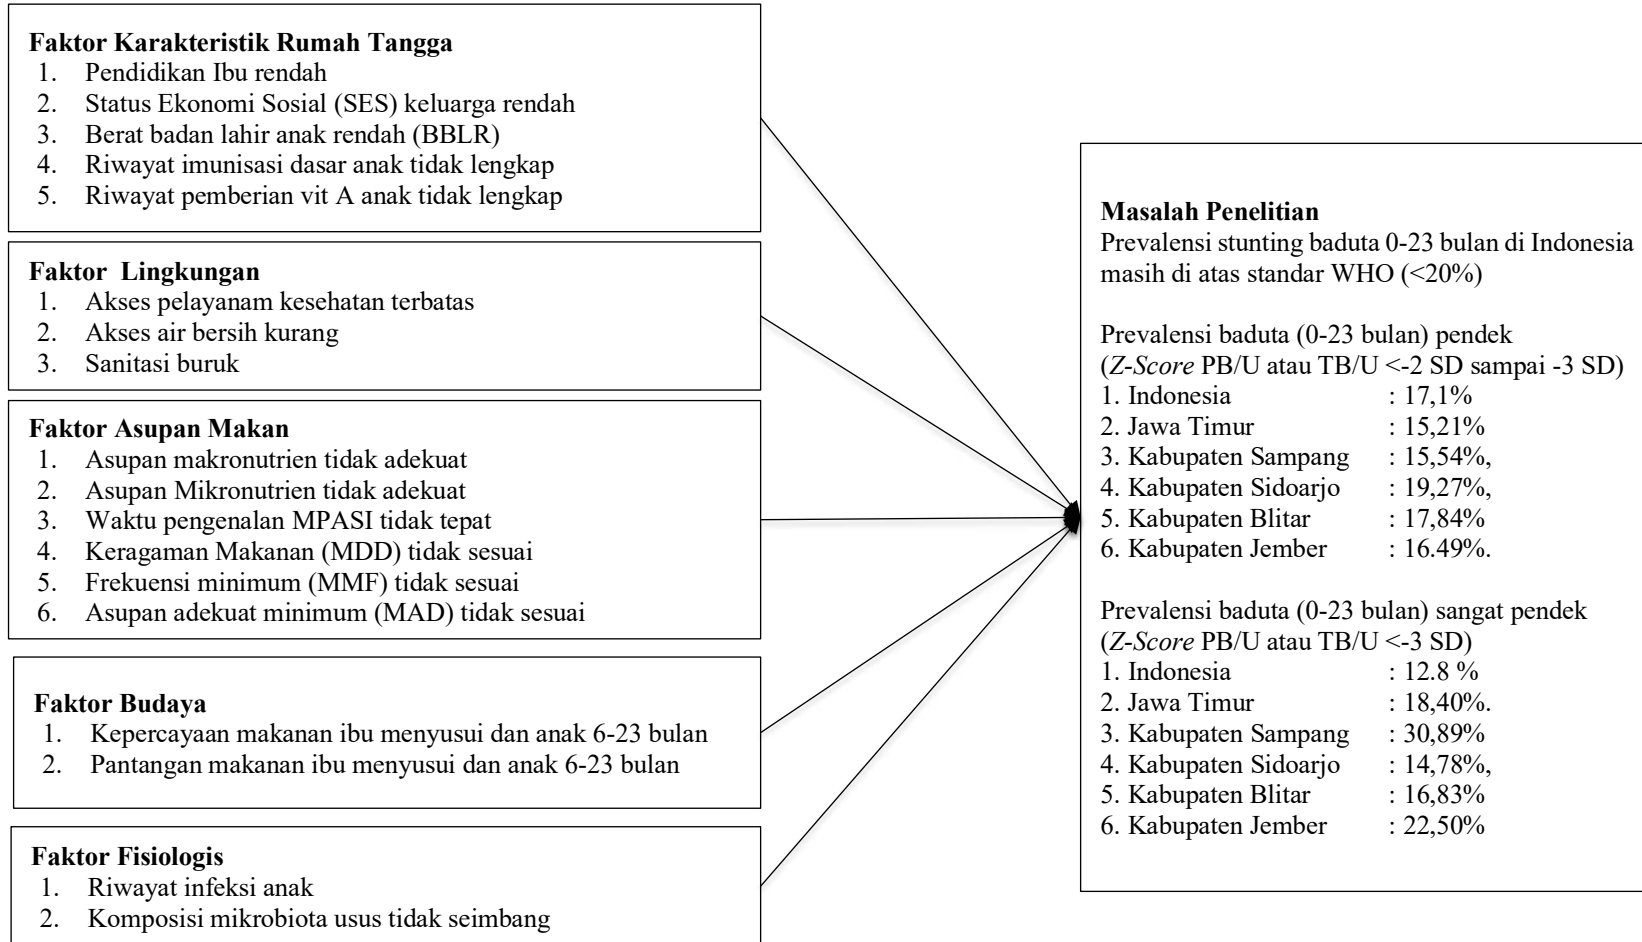 Faktor Karakteristik Rumah Tangga
1. Pendidikan Ibu rendah
2. Status Ekonomi Sosial (SES) keluarga rendah
3. Berat badan lahir anak rendah (BBLR)
4. Riwayat imunisasi dasar anak tidak lengkap
5. Riwayat pemberian vit A anak tidak lengkap
Faktor Lingkungan
1. Akses pelayanam kesehatan terbatas
2. Akses air bersih kurang
3. Sanitasi buruk
Faktor Asupan Makan
1. Asupan makronutrien tidak adekuat
2. Asupan Mikronutrien tidak adekuat
3. Waktu pengenalan MPASI tidak tepat
4. Keragaman Makanan (MDD) tidak sesuai
5. Frekuensi minimum (MMF) tidak sesuai
6. Asupan adekuat minimum (MAD) tidak sesuai
Faktor Budaya
1. Kepercayaan makanan ibu menyusui dan anak 6-23 bulan
2. Pantangan makanan ibu menyusui dan anak 6-23 bulan
Faktor Fisiologis
1. Riwayat infeksi anak
2. Komposisi mikrobiota usus tidak seimbang
Masalah Penelitian
Prevalensi stunting baduta 0-23 bulan di Indonesia
masih di atas standar WHO (<20%)
Prevalensi baduta (0-23 bulan) pendek
(Z-Score PB/U atau TB/U <-2 SD sampai -3 SD)
1. Indonesia : 17,1%
2. Jawa Timur : 15,21%
3. Kabupaten Sampang : 15,54%,
4. Kabupaten Sidoarjo : 19,27%,
5. Kabupaten Blitar : 17,84%
6. Kabupaten Jember : 16.49%.
Prevalensi baduta (0-23 bulan) sangat pendek
(Z-Score PB/U atau TB/U <-3 SD)
1. Indonesia : 12.8 %
2. Jawa Timur : 18,40%.
3. Kabupaten Sampang : 30,89%
4. Kabupaten Sidoarjo : 14,78%,
5. Kabupaten Blitar : 16,83%
6. Kabupaten Jember : 22,50%